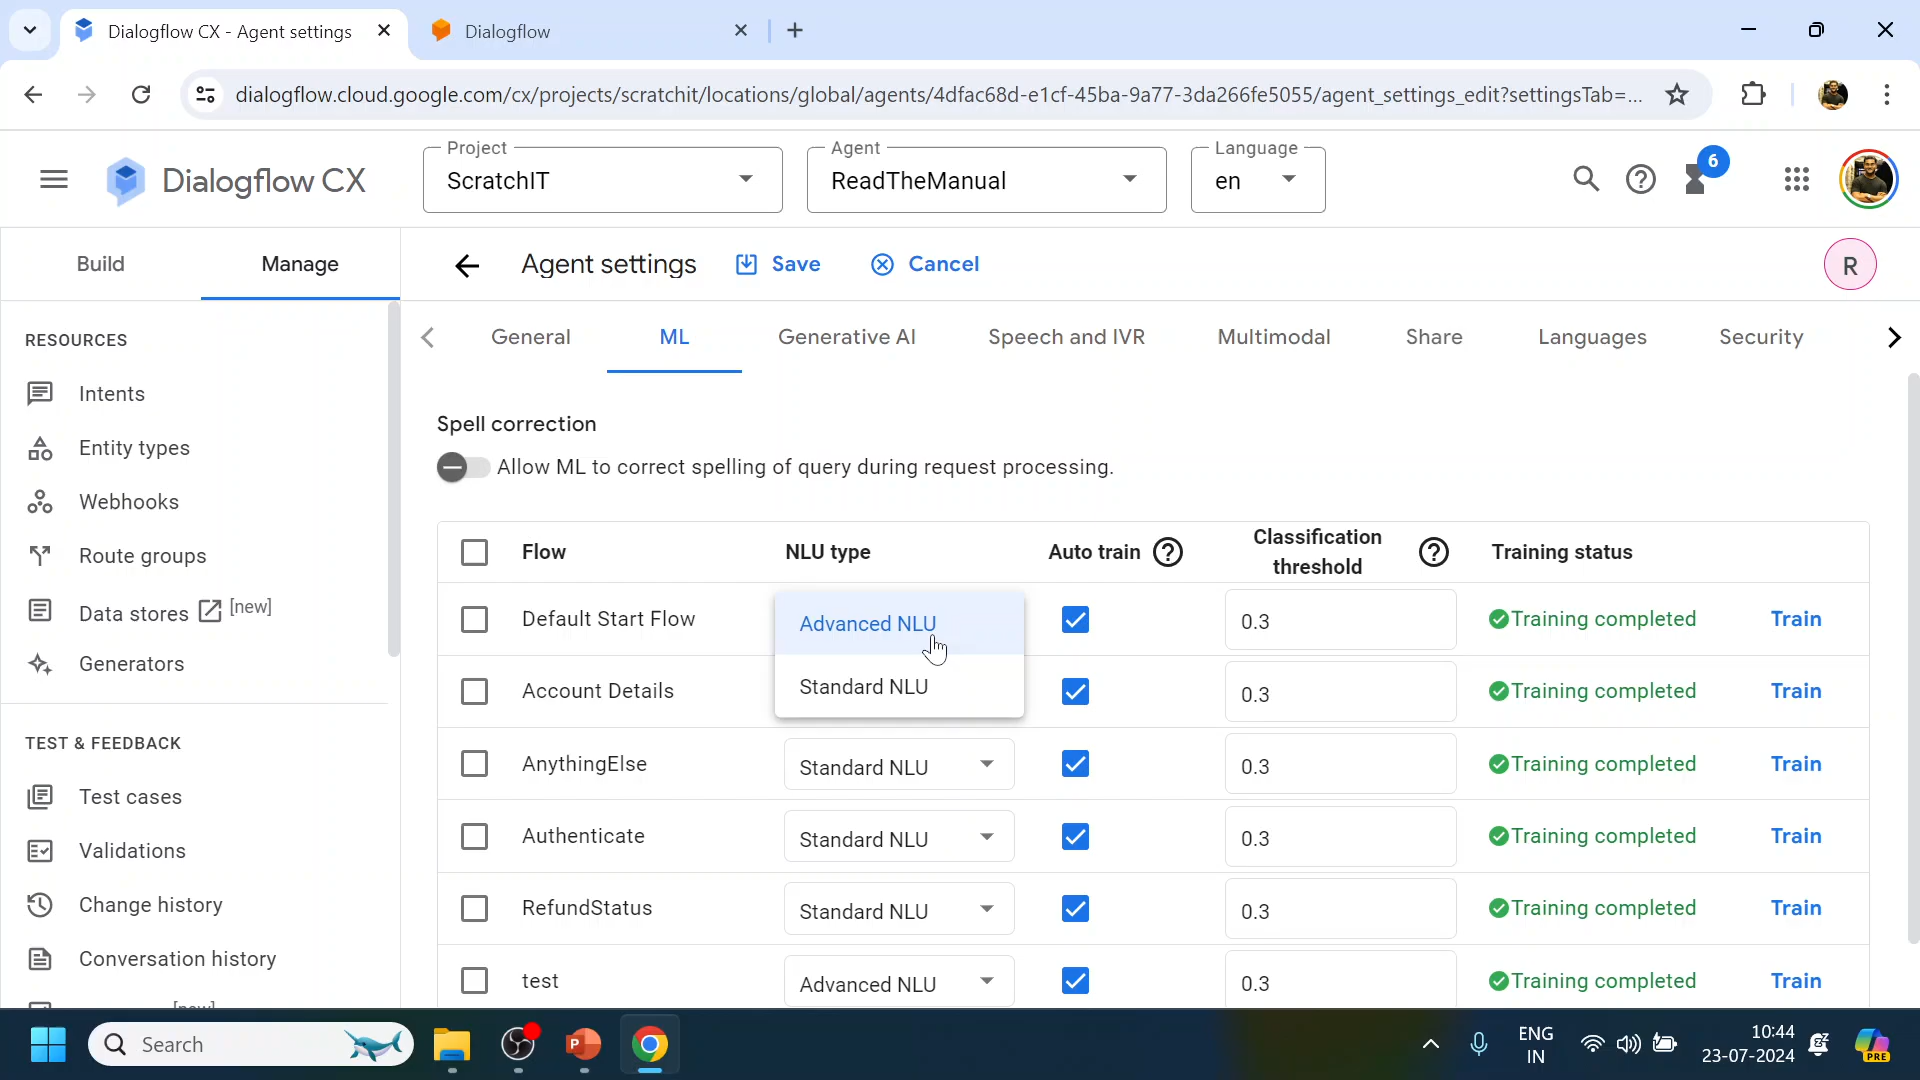 Dialogflow CX - Agent settings
Dialogflow
dialogflow.cloud.google.com/cx/projects/scratchit/locations/global/agents/4dfac68d-e1cf-45ba-9a77-3da266fe5055/agent_settings_edit?settingsTab=...
Dialogflow CX
Project
ScratchIT
Agent
ReadTheManual
Language
en
6
Build
Manage
Agent settings
Save
Cancel
R
RESOURCES
Intents
Entity types
Webhooks
Route groups
Data stores [new]
Generators
TEST & FEEDBACK
Test cases
Validations
Change history
Conversation history
[new]
General
ML
Generative AI
Speech and IVR
Multimodal
Share
Languages
Security
Spell correction
Allow ML to correct spelling of query during request processing.
Flow NLU type Auto train Classification threshold Training status
Default Start Flow Advanced NLU 0.3 Training completed Train
Standard NLU
Account Details 0.3 Training completed Train
AnythingElse Standard NLU 0.3 Training completed Train
Authenticate Standard NLU 0.3 Training completed Train
RefundStatus Standard NLU 0.3 Training completed Train
test Advanced NLU 0.3 Training completed Train
Search
P
ENG
IN
10:44
23-07-2024
PRE